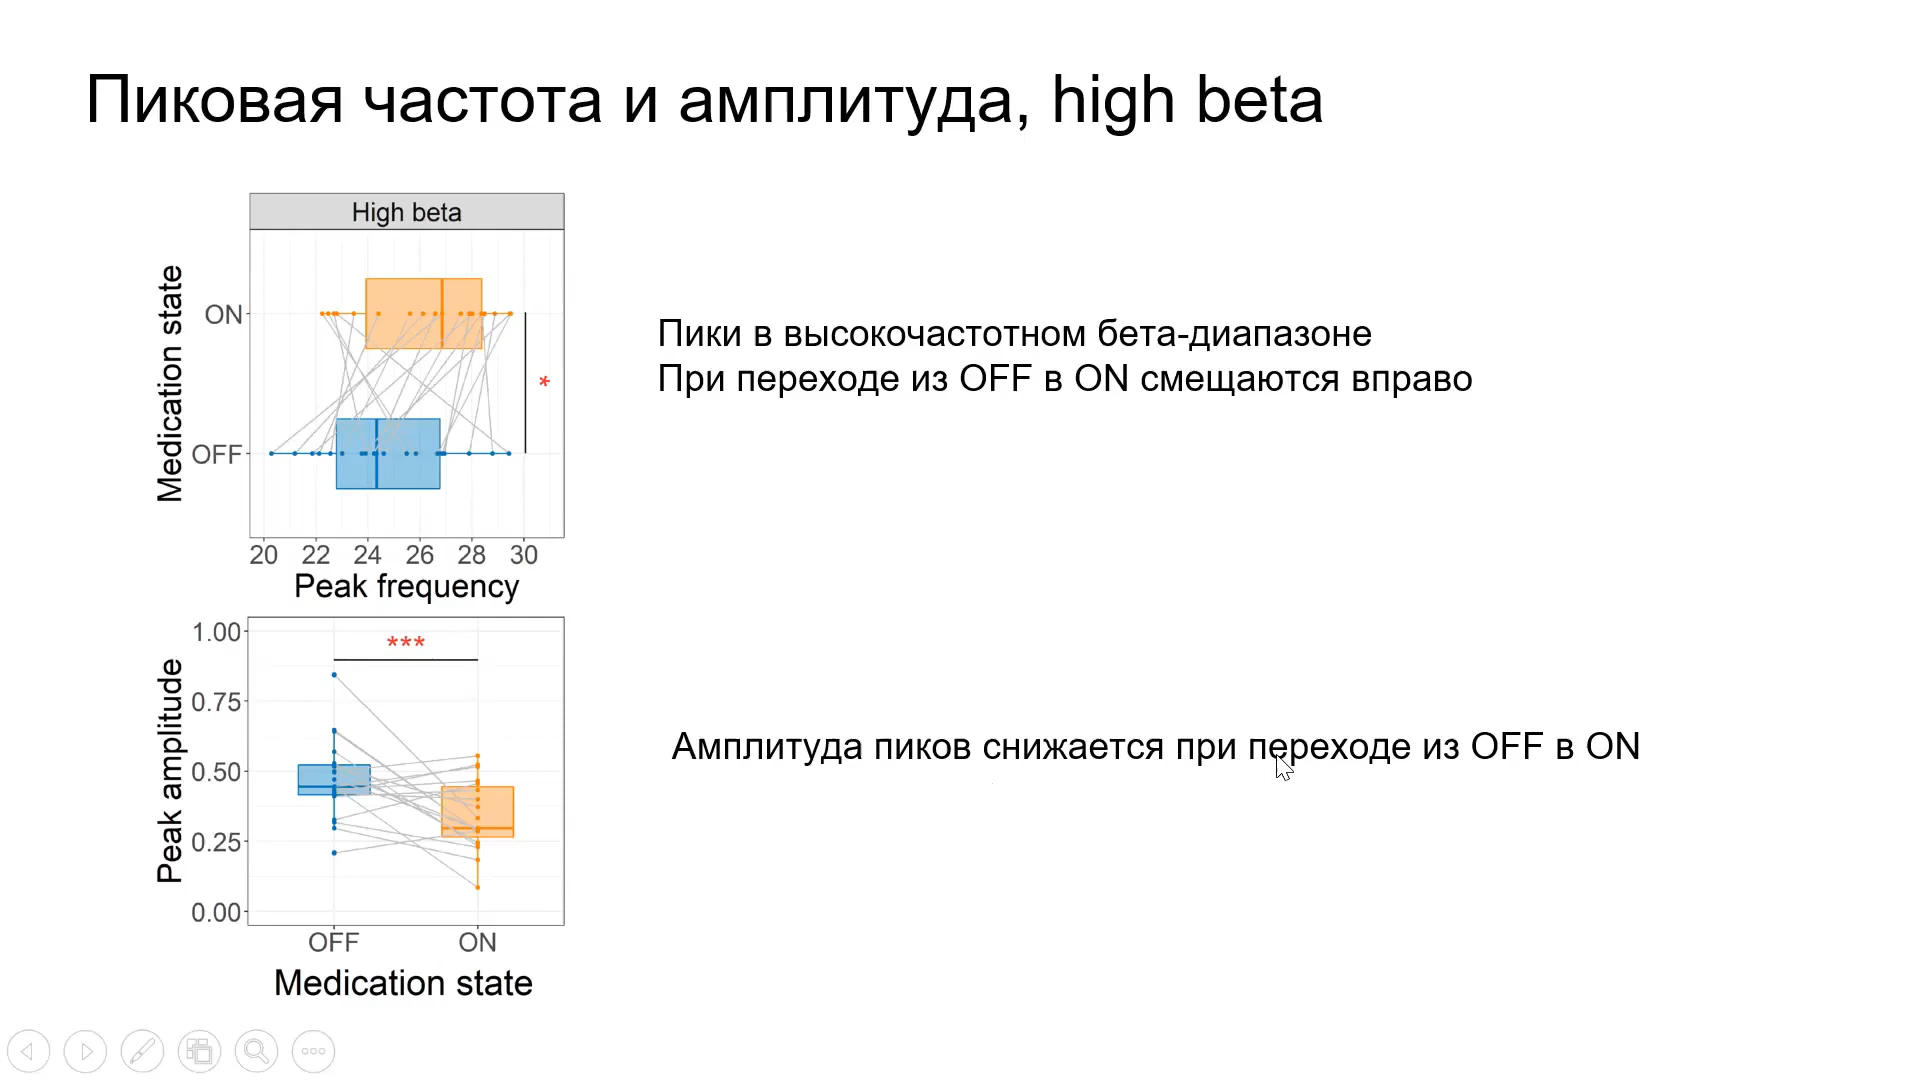 Пиковая частота и амплитуда, high beta
High beta
Medication state
ON
OFF
*
20 22 24 26 28 30
Peak frequency
Пики в высокочастотном бета-диапазоне
При переходе из OFF в ON смещаются вправо
Peak amplitude
1.00
0.75
0.50
0.25
0.00
***
OFF ON
Medication state
Амплитуда пиков снижается при переходе из OFF в ON